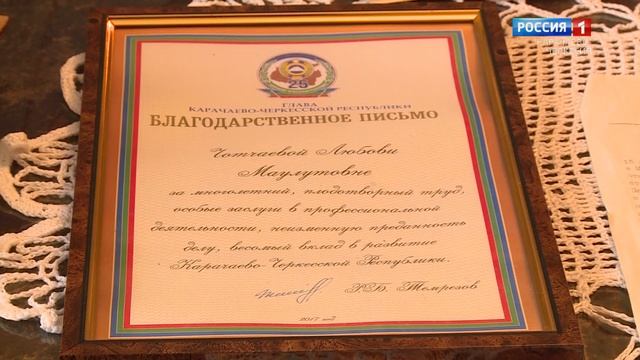 РОССИЯ 1
25
ГЛАВА
КАРАЧАЕВО-ЧЕРКЕССКОЙ РЕСПУБЛИКИ
БЛАГОДАРСТВЕННОЕ ПИСЬМО
Чотчаевой Любови
Маулутовне
за многолетний, плодотворный труд,
особые заслуги в профессиональной
деятельности, неизменную преданность
делу, весомый вклад в развитие
Карачаево-Черкесской Республики.
Р.Б. Темрезов
2017 год